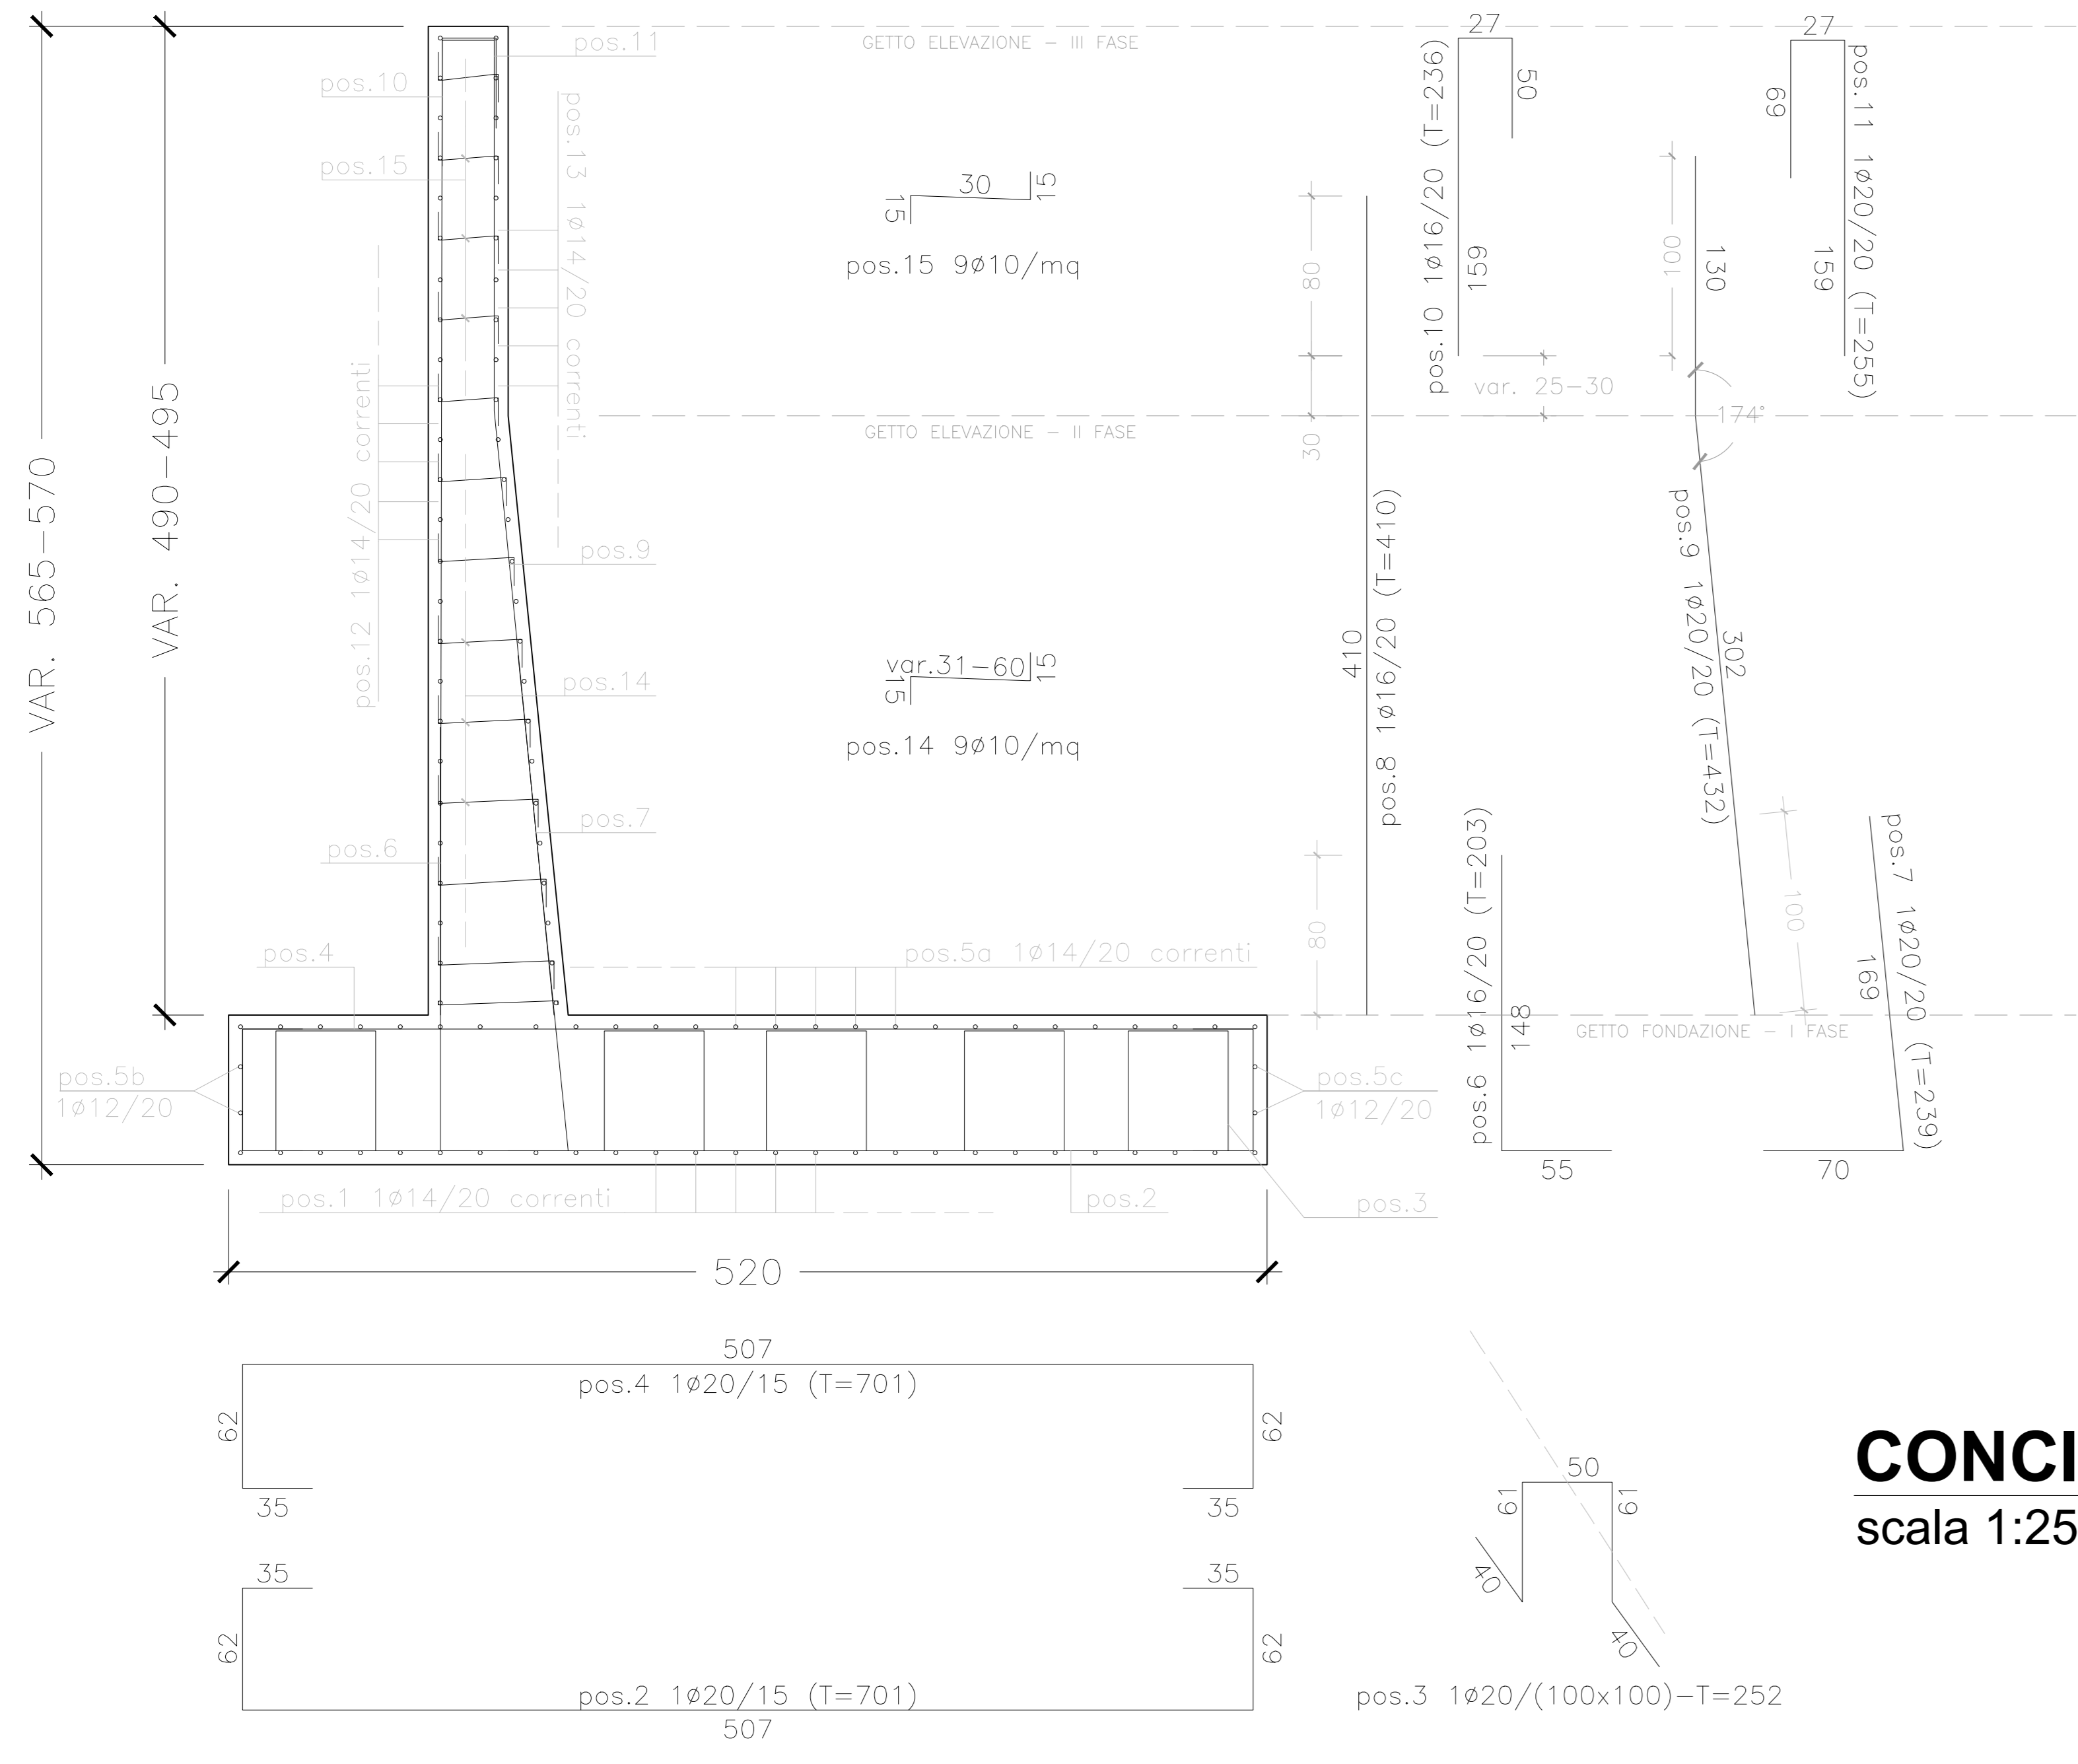 27
27
GETTO ELEVAZIONE - III FASE
pos.11
pos.10
50
69
pos.10 1ø16/20 (T=236)
159
pos.11 1ø20/20 (T=255)
159
pos.13 1ø14/20 correnti
pos.15
30
15
15
pos.15 9ø10/mq
80
100
130
VAR. 565-570
VAR. 490-495
pos.12 1ø14/20 correnti
var. 25-30
174°
GETTO ELEVAZIONE - II FASE
30
pos.9
pos.9 1ø20/20 (T=432)
302
410
pos.8 1ø16/20 (T=410)
var.31-60
15
15
pos.14
pos.14 9ø10/mq
pos.7
pos.6
80
pos.6 1ø16/20 (T=203)
148
100
pos.7 1ø20/20 (T=239)
169
pos.4
pos.5a 1ø14/20 correnti
GETTO FONDAZIONE - I FASE
pos.5b
1ø12/20
pos.5c
1ø12/20
55
70
pos.1 1ø14/20 correnti
pos.2
pos.3
520
507
pos.4 1ø20/15 (T=701)
62
62
35
35
50
61
61
40
40
CONCI
scala 1:25
35
35
62
62
pos.2 1ø20/15 (T=701)
507
pos.3 1ø20/(100x100)-T=252